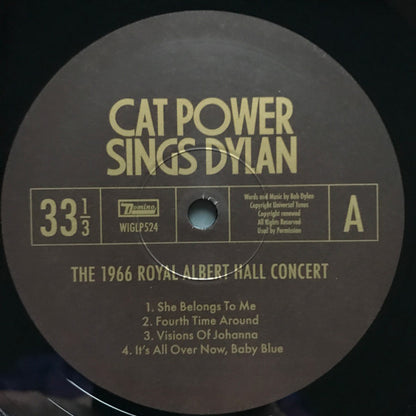 CAT POWER
SINGS DYLAN
33 1/3
Domino
WIGLP524
Words and Music by Bob Dylan
Copyright Universal Tunes
Copyright renewed
All Rights Reserved
Used by Permission
A
THE 1966 ROYAL ALBERT HALL CONCERT
1. She Belongs To Me
2. Fourth Time Around
3. Visions Of Johanna
4. It's All Over Now, Baby Blue